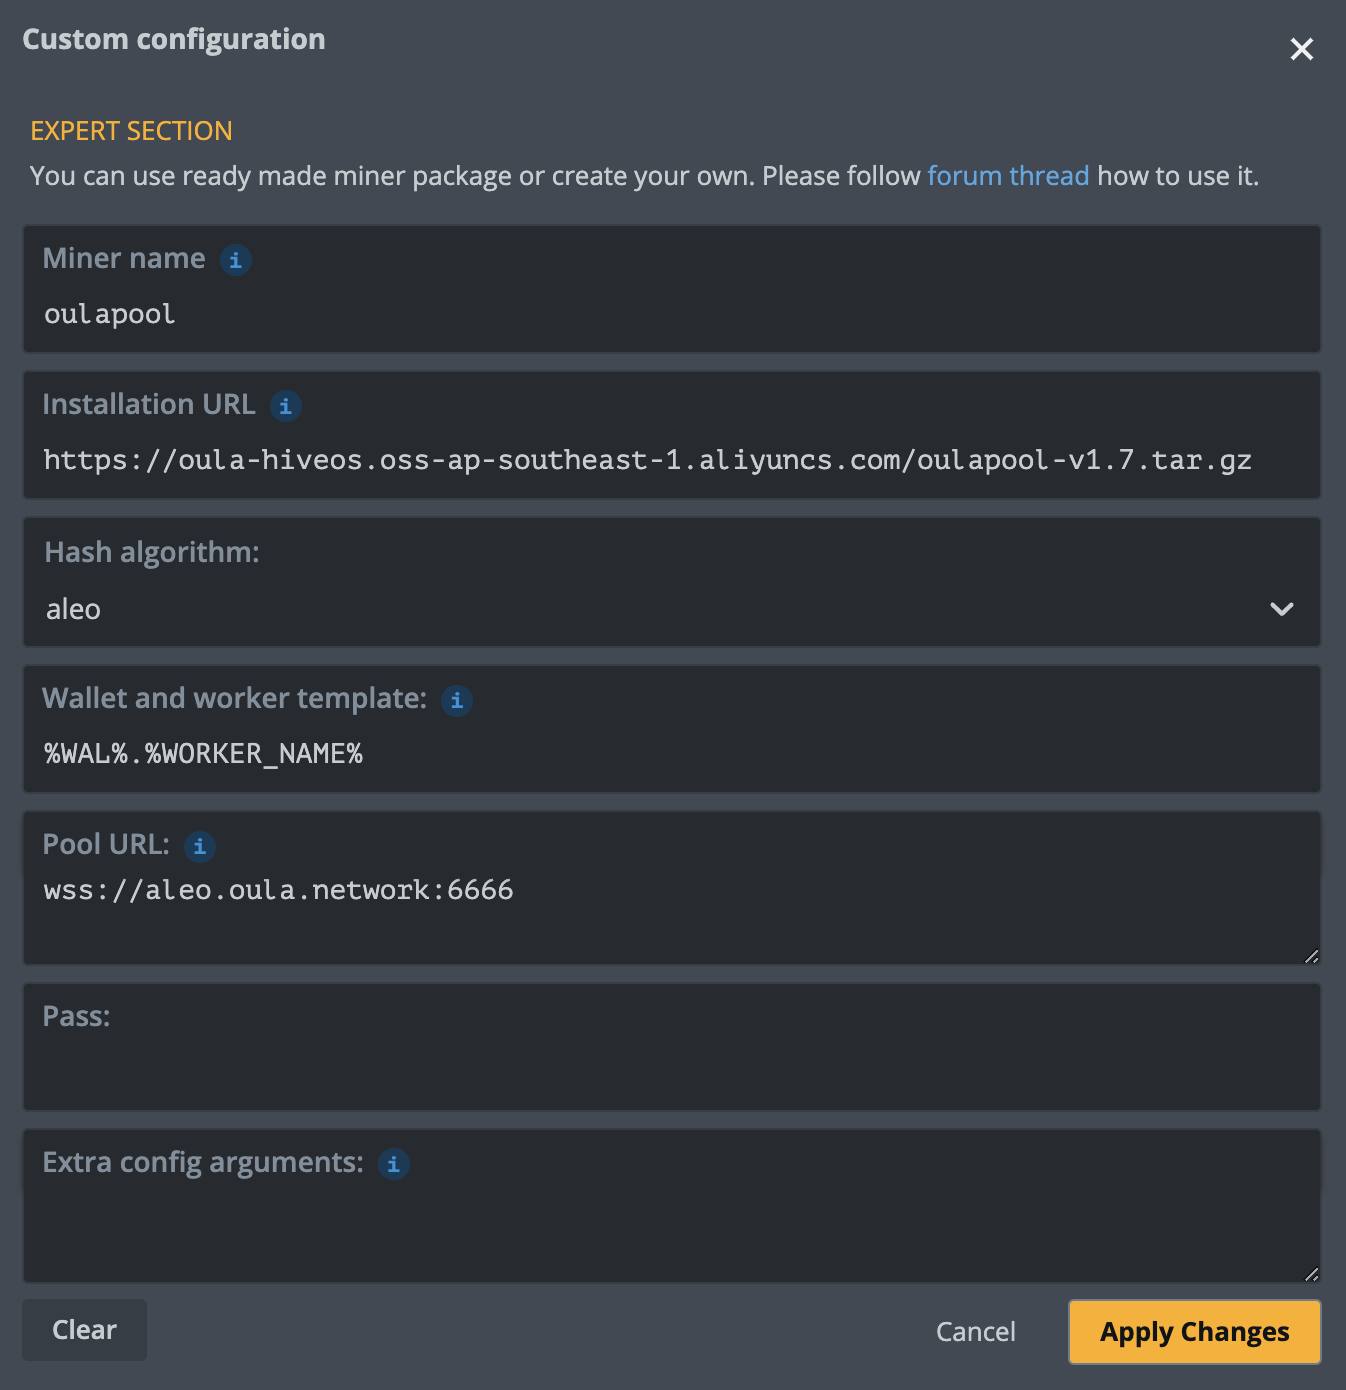 Custom configuration
EXPERT SECTION
You can use ready made miner package or create your own. Please follow forum thread how to use it.
Miner name
oulapool
Installation URL
https://oula-hiveos.oss-ap-southeast-1.aliyuncs.com/oulapool-v1.7.tar.gz
Hash algorithm:
aleo
Wallet and worker template:
%WAL%.%WORKER_NAME%
Pool URL:
wss://aleo.oula.network:6666
Pass:
Extra config arguments:
Clear
Cancel
Apply Changes